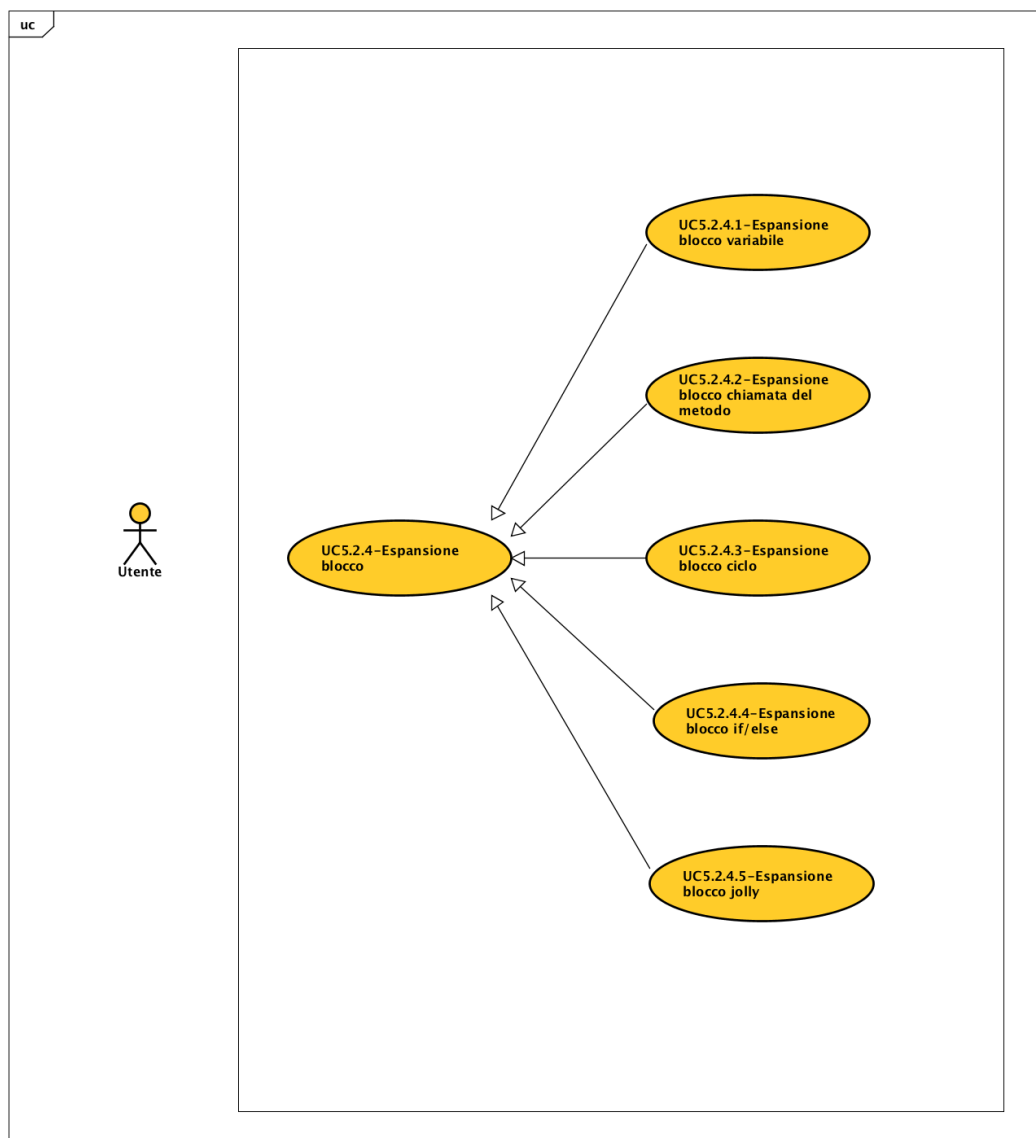 uc
UC5.2.4.1-Espansione
blocco variabile
UC5.2.4.2-Espansione
blocco chiamata del
metodo
Utente
UC5.2.4-Espansione
blocco
UC5.2.4.3-Espansione
blocco ciclo
UC5.2.4.4-Espansione
blocco if/else
UC5.2.4.5-Espansione
blocco jolly